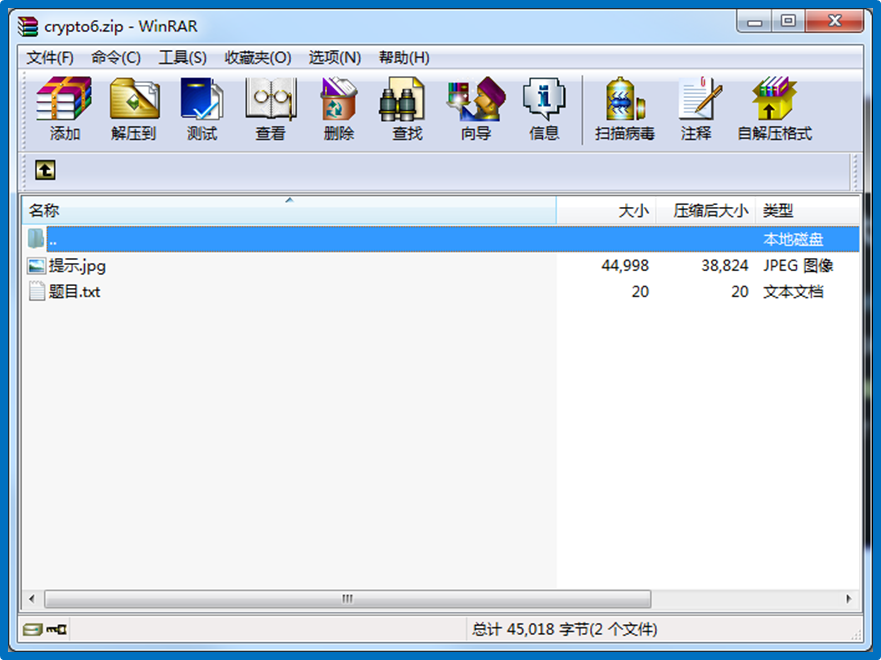 crypto6.zip - WinRAR
文件(F) 命令(C) 工具(S) 收藏夹(O) 选项(N) 帮助(H)
添加 解压到 测试 查看 删除 查找 向导 信息 扫描病毒 注释 自解压格式
名称 大小 压缩后大小 类型
.. 本地磁盘
提示.jpg 44,998 38,824 JPEG 图像
题目.txt 20 20 文本文档
总计 45,018 字节(2 个文件)